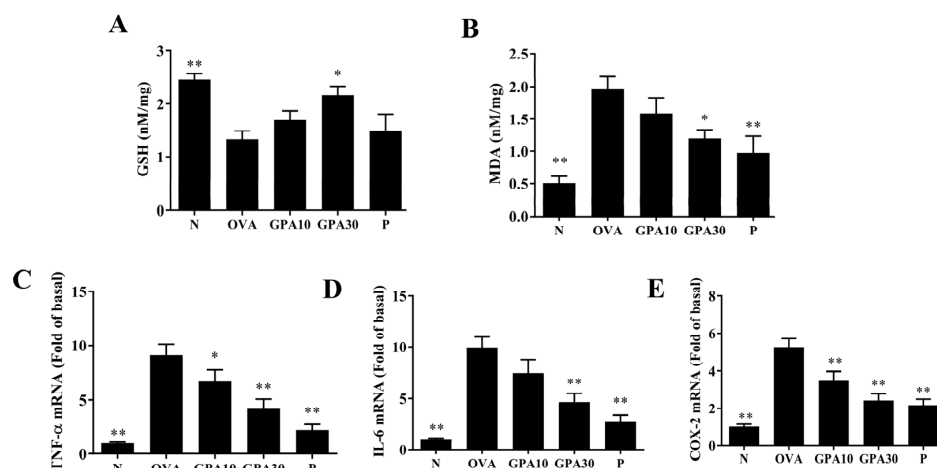 A
GSH (nM/mg)
3
2
1
0
**
*
N OVA GPA10 GPA30 P
B
MDA (nM/mg)
2.5
2.0
1.5
1.0
0.5
0.0
**
*
**
N OVA GPA10 GPA30 P
C
TNF-α mRNA (Fold of basal)
15
10
5
0
**
*
**
**
N OVA GPA10 GPA30 P
D
IL-6 mRNA (Fold of basal)
15
10
5
0
**
**
**
N OVA GPA10 GPA30 P
E
COX-2 mRNA (Fold of basal)
8
6
4
2
0
**
**
**
**
N OVA GPA10 GPA30 P